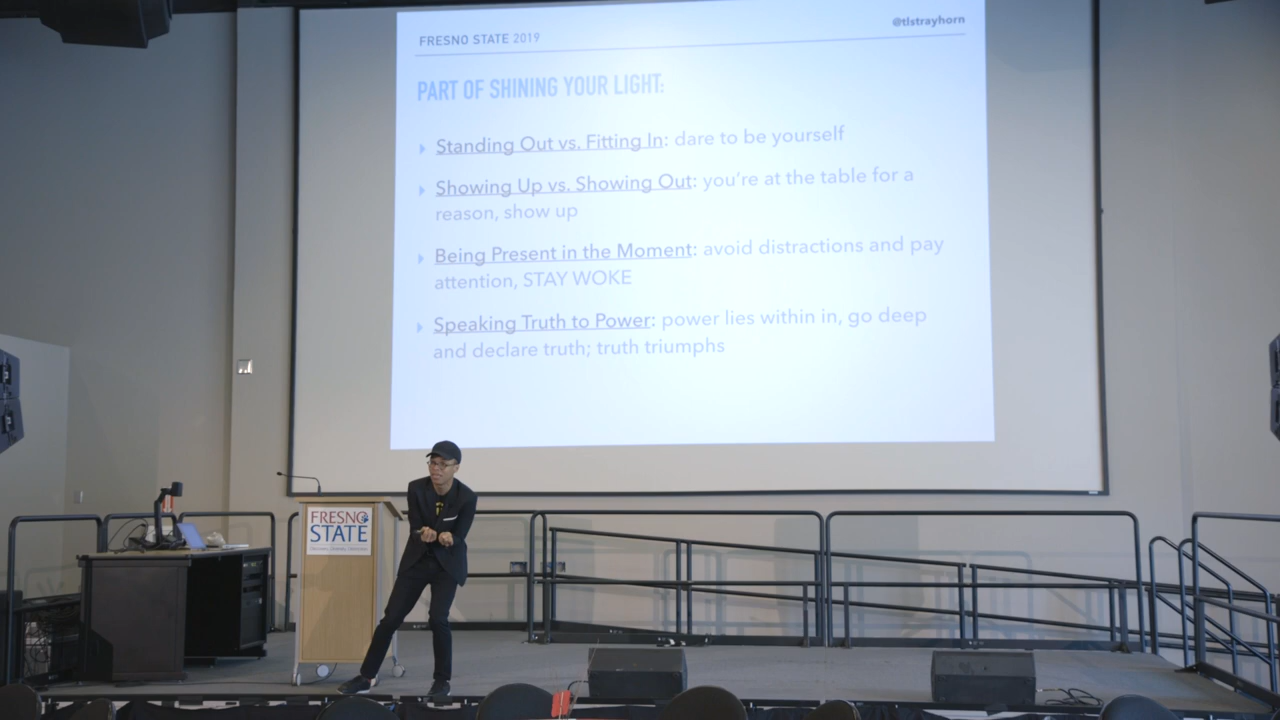 @tlstrayhorn
FRESNO STATE 2019
PART OF SHINING YOUR LIGHT:
Standing Out vs. Fitting In: dare to be yourself
Showing Up vs. Showing Out: you're at the table for a
reason, show up
Being Present in the Moment: avoid distractions and pay
attention, STAY WOKE
Speaking Truth to Power: power lies within in, go deep
and declare truth; truth triumphs
FRESNO
STATE